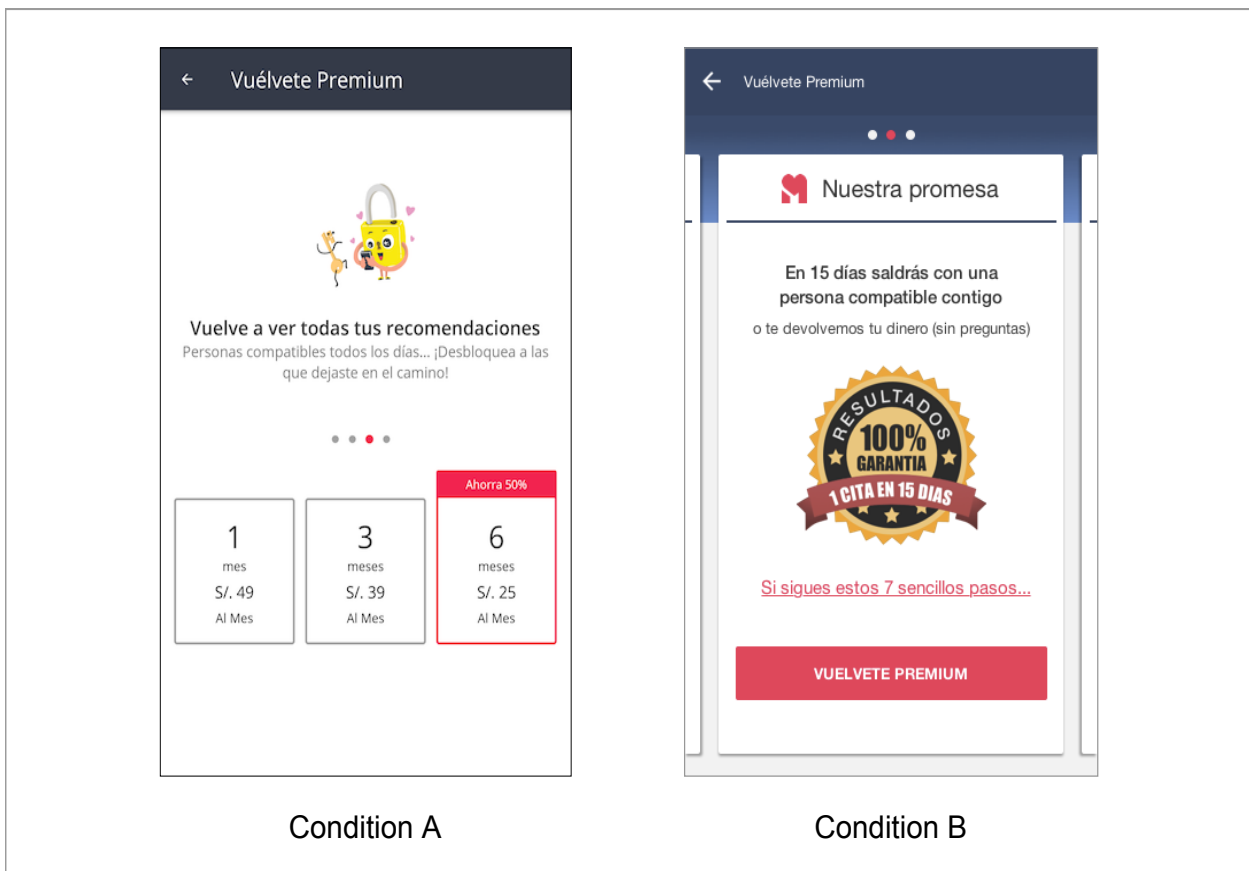 Vuélvete Premium
Vuelve a ver todas tus recomendaciones
Personas compatibles todos los días... ¡Desbloquea a las
que dejaste en el camino!
Ahorra 50%
1
mes
S/. 49
Al Mes
3
meses
S/. 39
Al Mes
6
meses
S/. 25
Al Mes
Condition A
Vuélvete Premium
Nuestra promesa
En 15 días saldrás con una
persona compatible contigo
o te devolvemos tu dinero (sin preguntas)
RESULTADOS
100%
GARANTIA
1 CITA EN 15 DIAS
Si sigues estos 7 sencillos pasos...
VUELVETE PREMIUM
Condition B